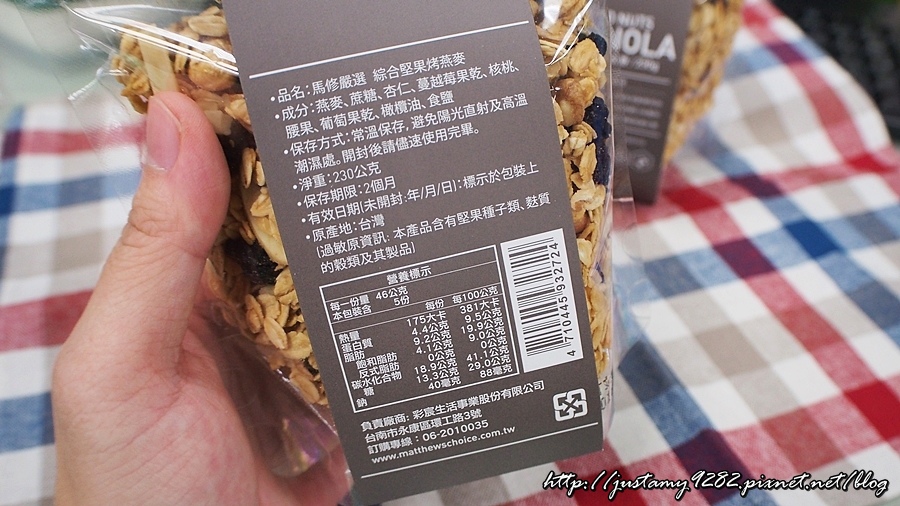 NUTS
NOLA
•品名：馬修嚴選 綜合堅果烤燕麥
•成分：燕麥、蔗糖、杏仁、蔓越莓果乾、核桃、
腰果、葡萄果乾、橄欖油、食鹽
•保存方式：常溫保存，避免陽光直射及高溫
潮濕處。開封後請儘速使用完畢。
•淨重：230公克
•保存期限：2個月
•有效日期(未開封：年/月/日)：標示於包裝上
•原產地：台灣
(過敏原資訊： 本產品含有堅果種子類、麩質
的穀類及其製品)
營養標示
每一份量 46公克
本包裝含 5份
每份 每100公克
熱量 175大卡 381大卡
蛋白質 4.4公克 9.5公克
脂肪 9.2公克 19.9公克
飽和脂肪 4.1公克 9.0公克
反式脂肪 0公克 0公克
碳水化合物 18.9公克 41.1公克
糖 13.3公克 29.0公克
鈉 40毫克 88毫克
4 710445 932724
負責廠商：彩宸生活事業股份有限公司
台南市永康區環工路3號
訂購專線：06-2010035
www.matthewschoice.com.tw
http://justamy9282.pixnet.net/blog